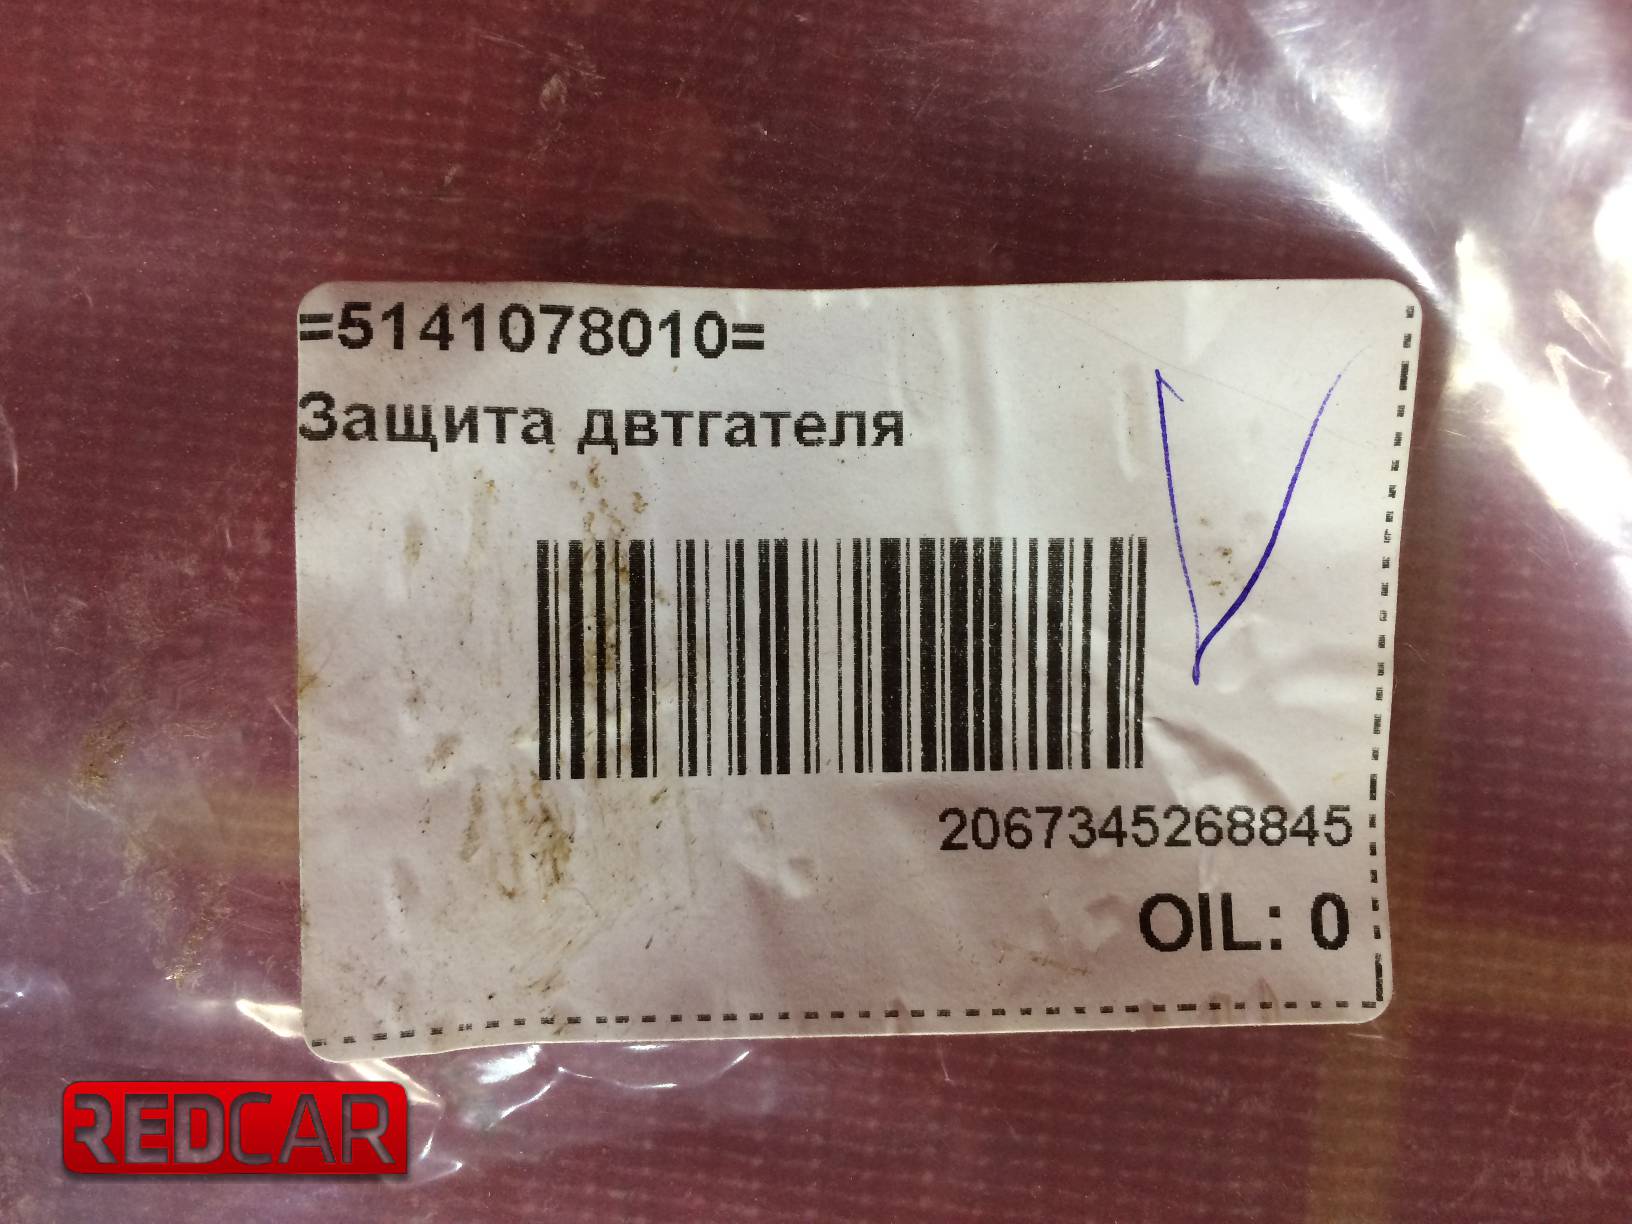 =5141078010=
Защита двтгателя
2067345268845
OIL: 0
REDCAR